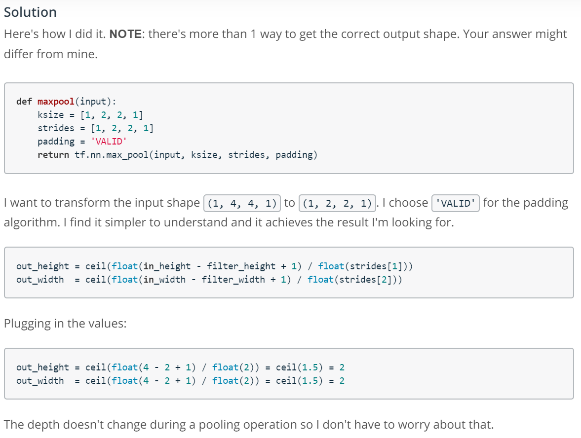 Solution
Here's how I did it. NOTE: there's more than 1 way to get the correct output shape. Your answer might
differ from mine.
def maxpool(input):
    ksize = [1, 2, 2, 1]
    strides = [1, 2, 2, 1]
    padding = 'VALID'
    return tf.nn.max_pool(input, ksize, strides, padding)
I want to transform the input shape (1, 4, 4, 1) to (1, 2, 2, 1). I choose 'VALID' for the padding
algorithm. I find it simpler to understand and it achieves the result I'm looking for.
out_height = ceil(float(in_height - filter_height + 1) / float(strides[1]))
out_width  = ceil(float(in_width - filter_width + 1) / float(strides[2]))
Plugging in the values:
out_height = ceil(float(4 - 2 + 1) / float(2)) = ceil(1.5) = 2
out_width  = ceil(float(4 - 2 + 1) / float(2)) = ceil(1.5) = 2
The depth doesn't change during a pooling operation so I don't have to worry about that.